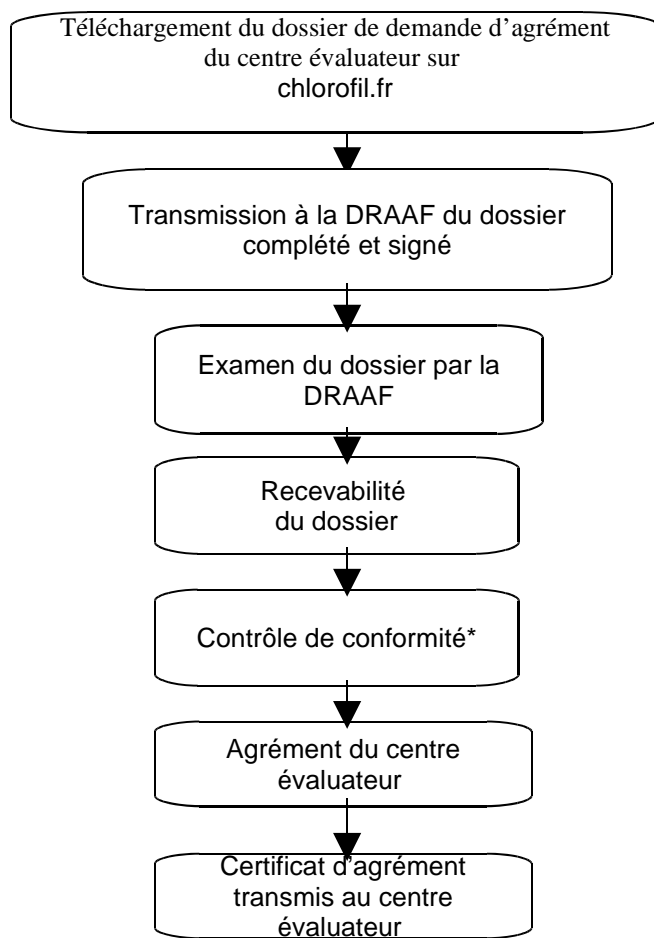 Téléchargement du dossier de demande d’agrément
du centre évaluateur sur
chlorofil.fr
Transmission à la DRAAF du dossier
complété et signé
Examen du dossier par la
DRAAF
Recevabilité
du dossier
Contrôle de conformité*
Agrément du centre
évaluateur
Certificat d’agrément
transmis au centre
évaluateur